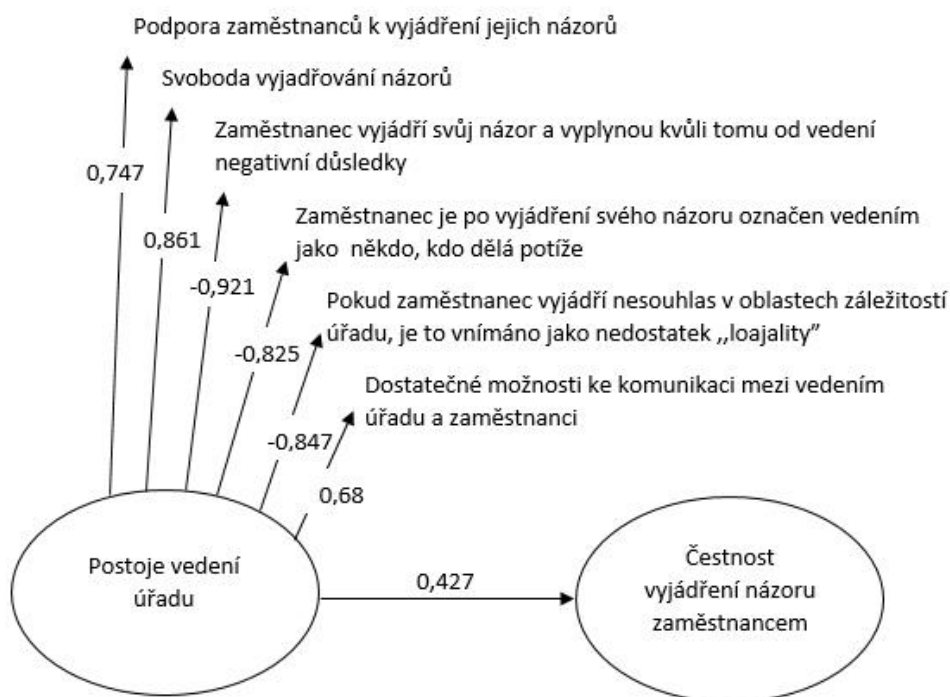 Podpora zaměstnanců k vyjádření jejich názorů
Svoboda vyjadřování názorů
Zaměstnanec vyjádří svůj názor a vyplynou kvůli tomu od vedení
negativní důsledky
0,747
Zaměstnanec je po vyjádření svého názoru označen vedením
jako někdo, kdo dělá potíže
0,861
-0,921
Pokud zaměstnanec vyjádří nesouhlas v oblastech záležitostí
úřadu, je to vnímáno jako nedostatek ,,loajality”
-0,825
Dostatečné možnosti ke komunikaci mezi vedením
úřadu a zaměstnanci
-0,847
0,68
Postoje vedení
úřadu
0,427
Čestnost
vyjádření názoru
zaměstnancem